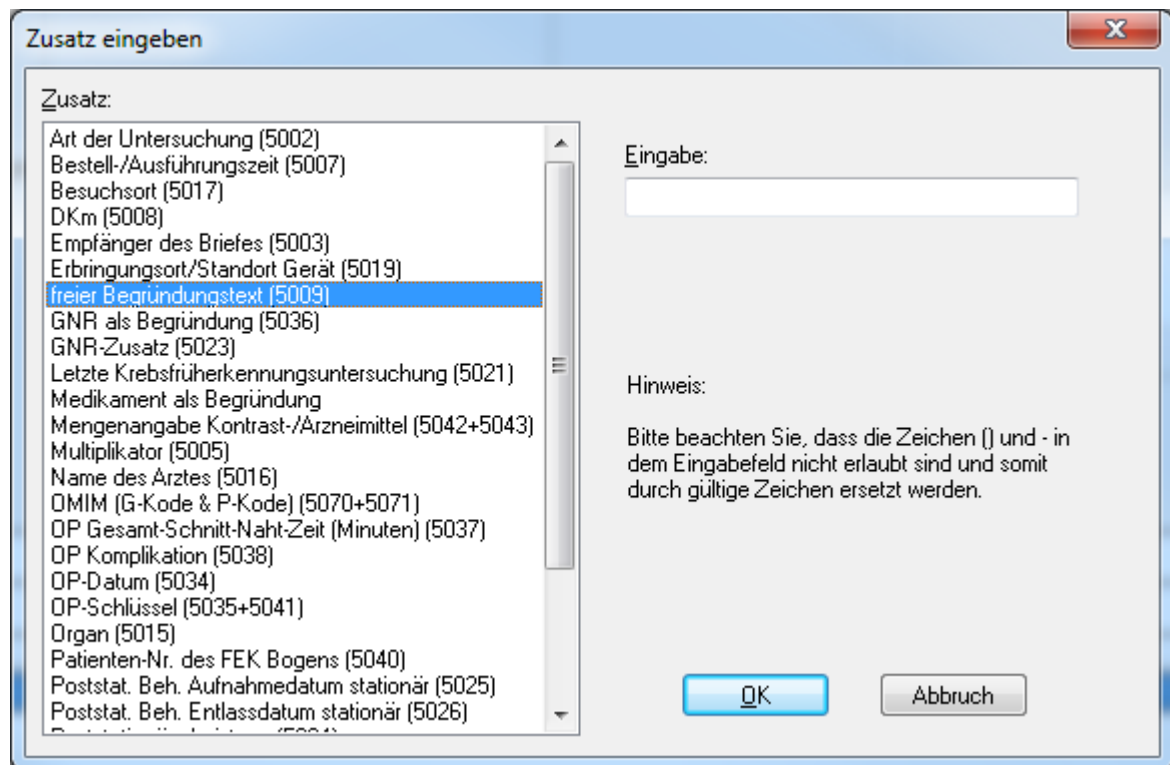 Zusatz eingeben
Zusatz:
Art der Untersuchung (5002)
Bestell-/Ausführungszeit (5007)
Besuchsort (5017)
DKm (5008)
Empfänger des Briefes (5003)
Erbringungsort/Standort Gerät (5019)
freier Begründungstext (5009)
GNR als Begründung (5036)
GNR-Zusatz (5023)
Letzte Krebsfrüherkennungsuntersuchung (5021)
Medikament als Begründung
Mengenangabe Kontrast-/Arzneimittel (5042+5043)
Multiplikator (5005)
Name des Arztes (5016)
OMIM (G-Kode & P-Kode) (5070+5071)
OP Gesamt-Schnitt-Naht-Zeit (Minuten) (5037)
OP Komplikation (5038)
OP-Datum (5034)
OP-Schlüssel (5035+5041)
Organ (5015)
Patienten-Nr. des FEK Bogens (5040)
Poststat. Beh. Aufnahmedatum stationär (5025)
Poststat. Beh. Entlassdatum stationär (5026)
Eingabe:
Hinweis:
Bitte beachten Sie, dass die Zeichen () und - in
dem Eingabefeld nicht erlaubt sind und somit
durch gültige Zeichen ersetzt werden.
OK
Abbruch